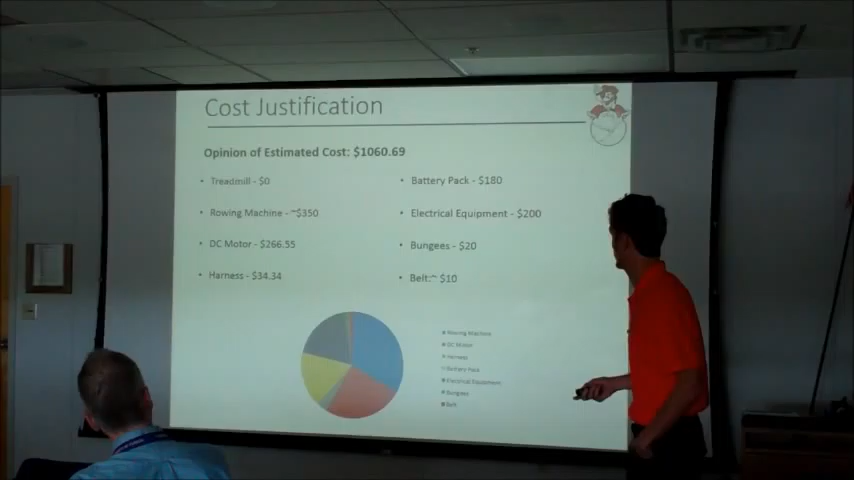 Cost Justification
Opinion of Estimated Cost: $1060.69
• Treadmill - $0
• Rowing Machine - ~$350
• DC Motor - $266.55
• Harness - $34.34
• Battery Pack - $180
• Electrical Equipment - $200
• Bungees - $20
• Belt:~ $10
Rowing Machine
DC Motor
Harness
Battery Pack
Electrical Equipment
Bungees
Belt